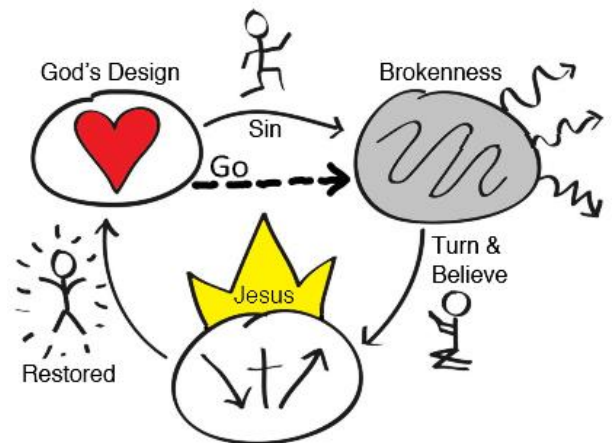 God's Design
Brokenness
Sin
Go
Turn &
Believe
Jesus
Restored